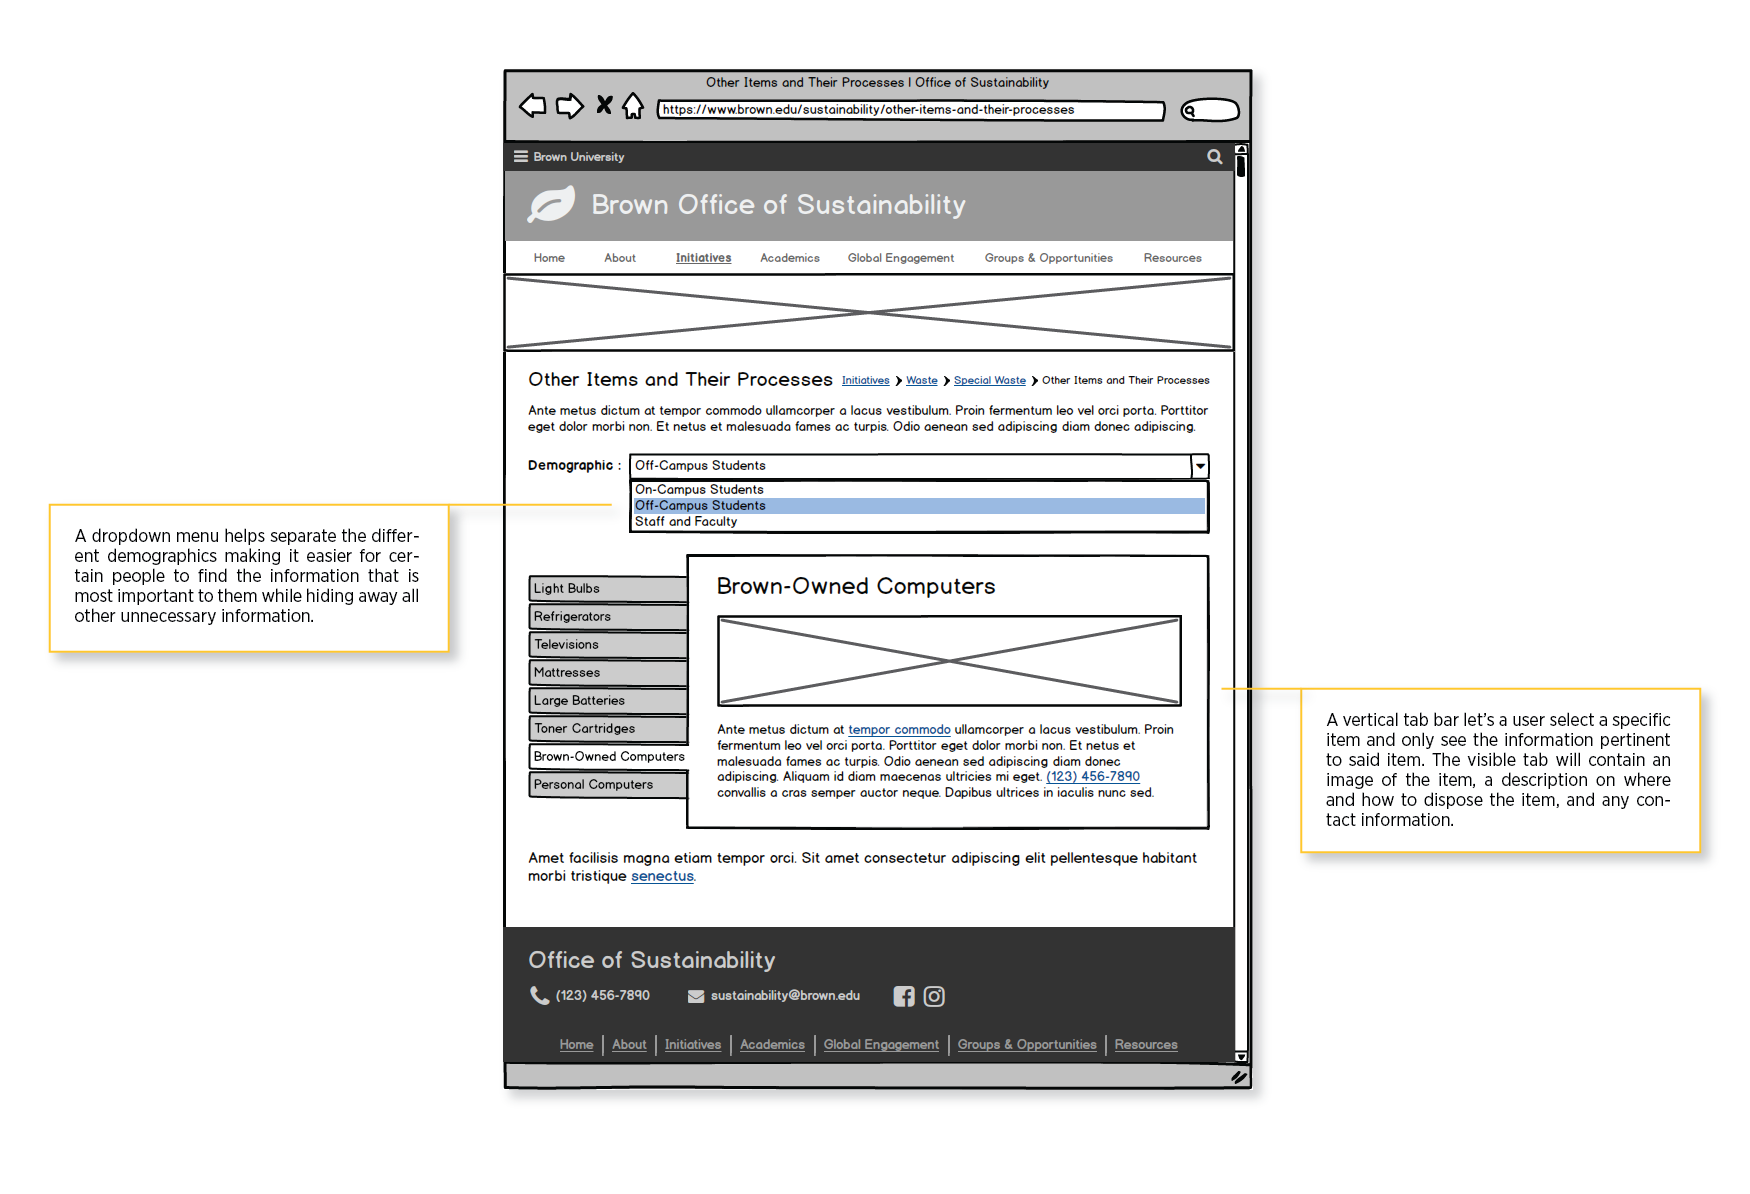 Other Items and Their Processes | Office of Sustainability
https://www.brown.edu/sustainability/other-items-and-their-processes
Brown University
Brown Office of Sustainability
Home About Initiatives Academics Global Engagement Groups & Opportunities Resources
Other Items and Their Processes
Initiatives > Waste > Special Waste > Other Items and Their Processes
Ante metus dictum at tempor commodo ullamcorper a lacus vestibulum. Proin fermentum leo vel orci porta. Porttitor
eget dolor morbi non. Et netus et malesuada fames ac turpis. Odio aenean sed adipiscing diam donec adipiscing.
Demographic : Off-Campus Students
On-Campus Students
Off-Campus Students
Staff and Faculty
A dropdown menu helps separate the differ-
ent demographics making it easier for cer-
tain people to find the information that is
most important to them while hiding away all
other unnecessary information.
Light Bulbs
Refrigerators
Televisions
Mattresses
Large Batteries
Toner Cartridges
Brown-Owned Computers
Personal Computers
Brown-Owned Computers
Ante metus dictum at tempor commodo ullamcorper a lacus vestibulum. Proin
fermentum leo vel orci porta. Porttitor eget dolor morbi non. Et netus et
malesuada fames ac turpis. Odio aenean sed adipiscing diam donec
adipiscing. Aliquam id diam maecenas ultricies mi eget. (123) 456-7890
convallis a cras semper auctor neque. Dapibus ultrices in iaculis nunc sed.
A vertical tab bar let's a user select a specific
item and only see the information pertinent
to said item. The visible tab will contain an
image of the item, a description on where
and how to dispose the item, and any con-
tact information.
Amet facilisis magna etiam tempor orci. Sit amet consectetur adipiscing elit pellentesque habitant
morbi tristique senectus.
Office of Sustainability
(123) 456-7890 sustainability@brown.edu
Home | About | Initiatives | Academics | Global Engagement | Groups & Opportunities | Resources